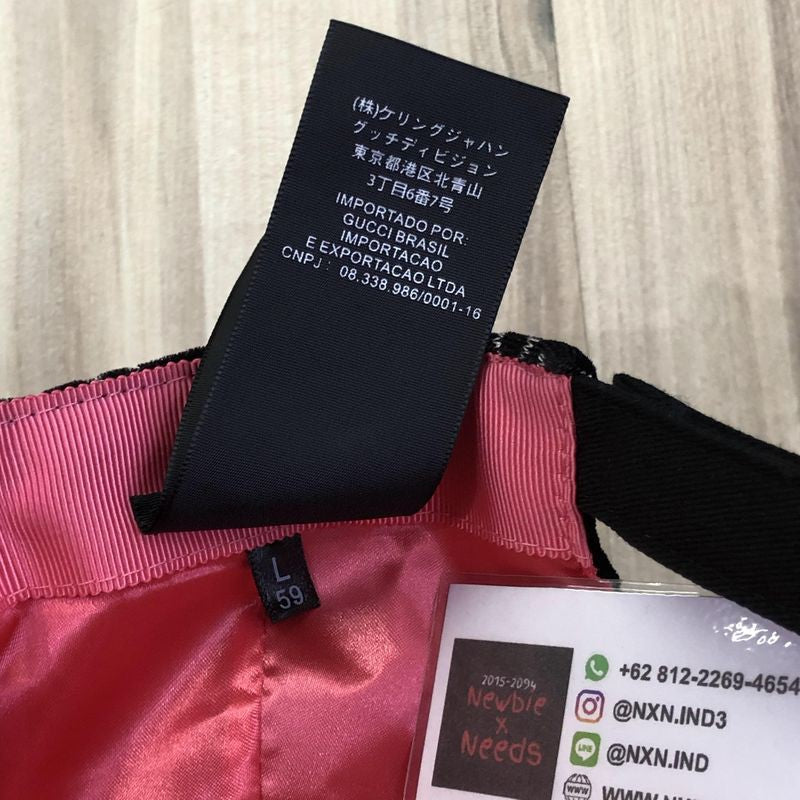 (株)ケリングジャハン
グッチディビジョン
東京都港区北青山
3丁目6番7号
IMPORTADO POR:
GUCCI BRASIL
IMPORTACAO
E EXPORTACAO LTDA
CNPJ : 08.338.986/0001-16
L
59
2015-2094
Newbie
x
Needs
+62 812-2269-4654
@NXN.IND3
LINE
@NXN.IND